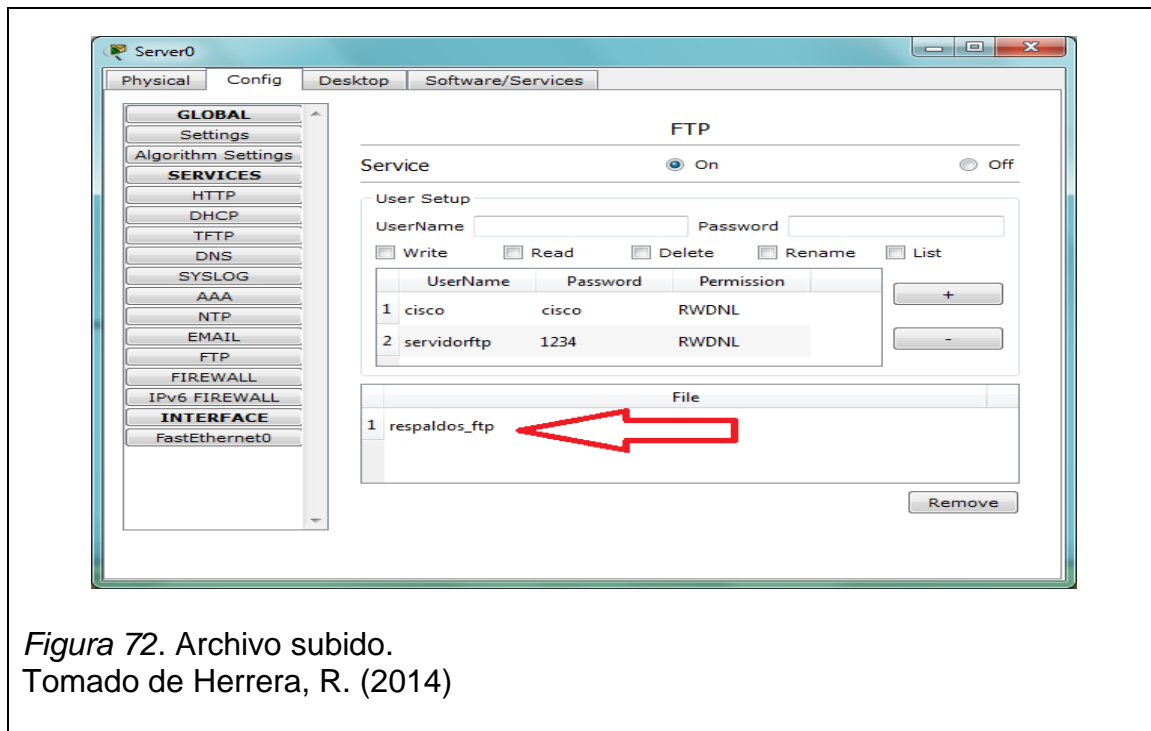 Server0
Physical Config Desktop Software/Services
GLOBAL
Settings
Algorithm Settings
SERVICES
HTTP
DHCP
TFTP
DNS
SYSLOG
AAA
NTP
EMAIL
FTP
FIREWALL
IPv6 FIREWALL
INTERFACE
FastEthernet0
FTP
Service On Off
User Setup
UserName Password
Write Read Delete Rename List
UserName Password Permission
1 cisco cisco RWDNL
2 servidorftp 1234 RWDNL
+
-
File
1 respaldos_ftp
Remove
Figura 72. Archivo subido.
Tomado de Herrera, R. (2014)